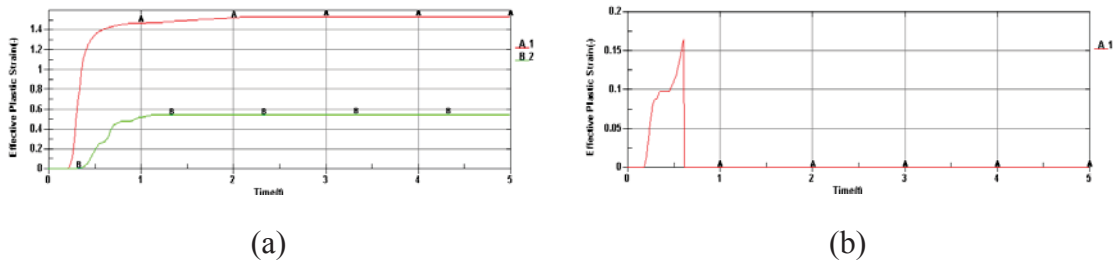 Effective Plastic Strain(-)
1.4
1.2
1
0.8
0.6
0.4
0.2
0
0 1 2 3 4 5
Time(t)
A A A A A
B B B B B
A 1
B 2
(a)
Effective Plastic Strain(-)
0.2
0.15
0.1
0.05
0
0 1 2 3 4 5
Time(t)
A A A A A
A 1
(b)